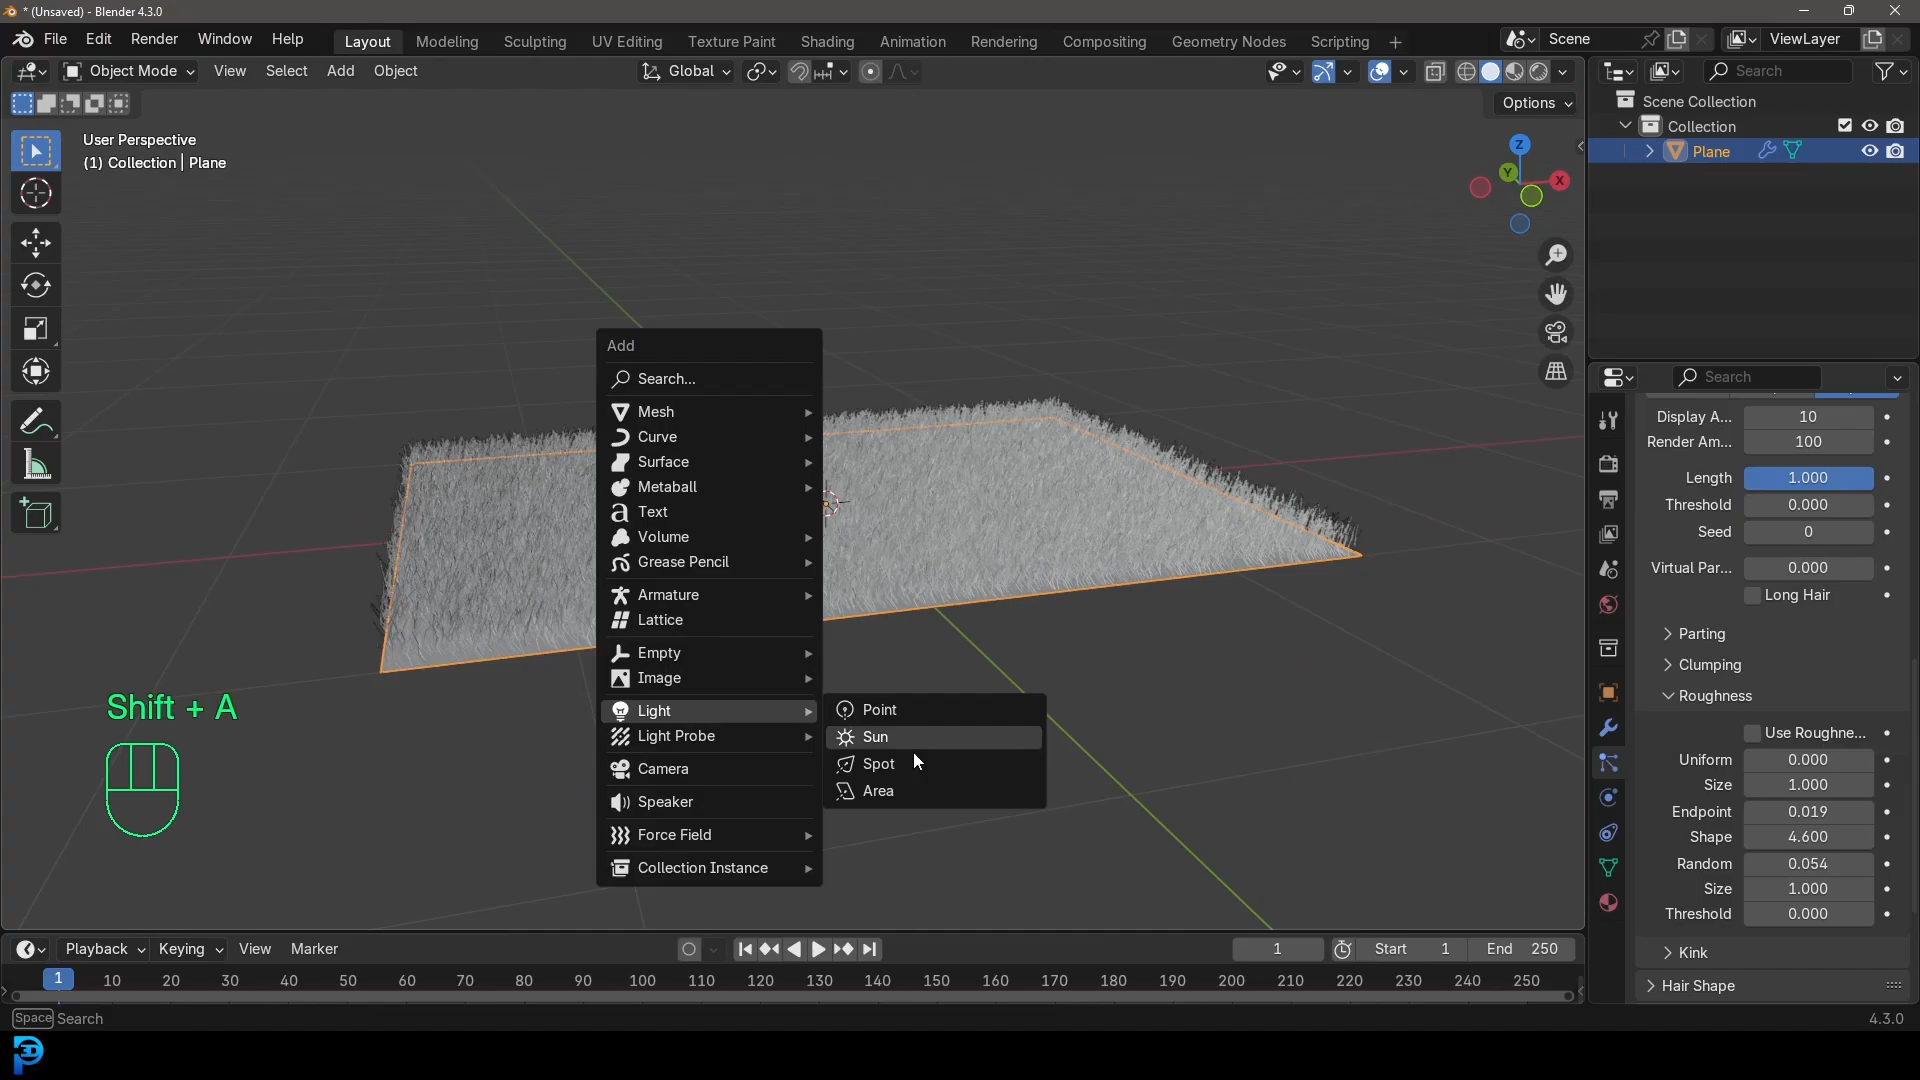 * (Unsaved) - Blender 4.3.0
File Edit Render Window Help
Layout Modeling Sculpting UV Editing Texture Paint Shading Animation Rendering Compositing Geometry Nodes Scripting +
Scene
ViewLayer
Object Mode View Select Add Object
Global
Search
Options
User Perspective
(1) Collection | Plane
Scene Collection
Collection
Plane
Z
Y
X
Add
Search...
Mesh
Curve
Surface
Metaball
Text
Volume
Grease Pencil
Armature
Lattice
Empty
Image
Light
Light Probe
Camera
Speaker
Force Field
Collection Instance
Point
Sun
Spot
Area
Shift + A
Search
Display A... 10
Render Am... 100
Length 1.000
Threshold 0.000
Seed 0
Virtual Par... 0.000
Long Hair
Parting
Clumping
Roughness
Use Roughne...
Uniform 0.000
Size 1.000
Endpoint 0.019
Shape 4.600
Random 0.054
Size 1.000
Threshold 0.000
Kink
Hair Shape
Playback Keying View Marker
1 Start 1 End 250
1 10 20 30 40 50 60 70 80 90 100 110 120 130 140 150 160 170 180 190 200 210 220 230 240 250
Space Search
4.3.0